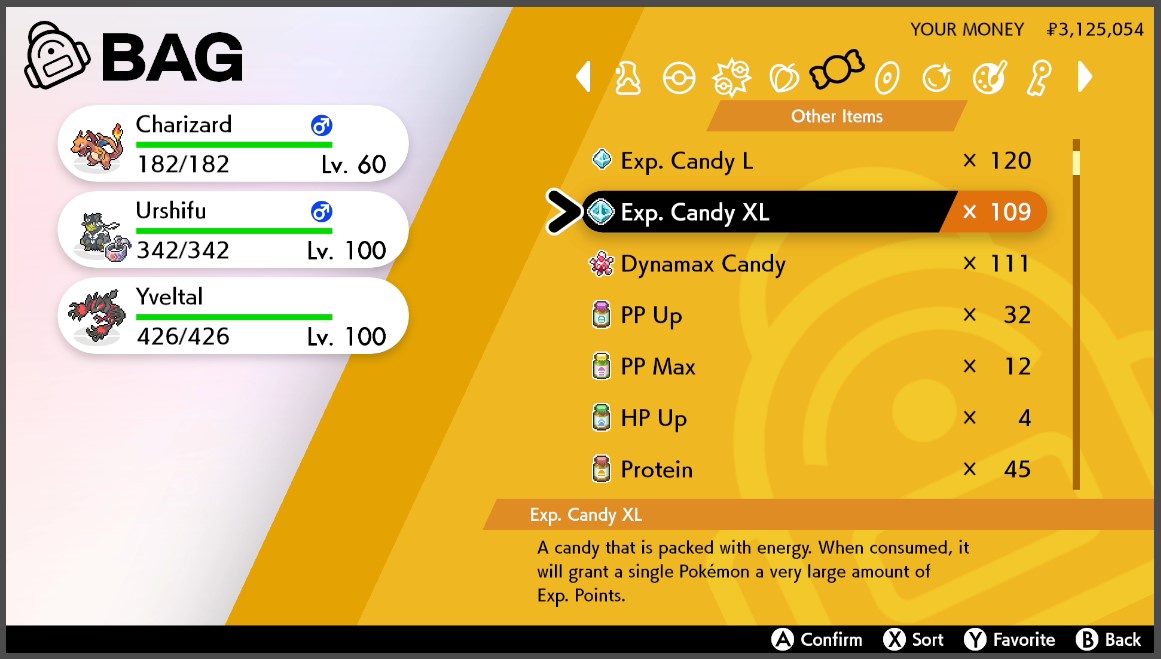 BAG
YOUR MONEY ₽3,125,054
Charizard ♂
182/182 Lv. 60
Urshifu ♂
342/342 Lv. 100
Yveltal
426/426 Lv. 100
Other Items
Exp. Candy L × 120
Exp. Candy XL × 109
Dynamax Candy × 111
PP Up × 32
PP Max × 12
HP Up × 4
Protein × 45
Exp. Candy XL
A candy that is packed with energy. When consumed, it
will grant a single Pokémon a very large amount of
Exp. Points.
A Confirm X Sort Y Favorite B Back